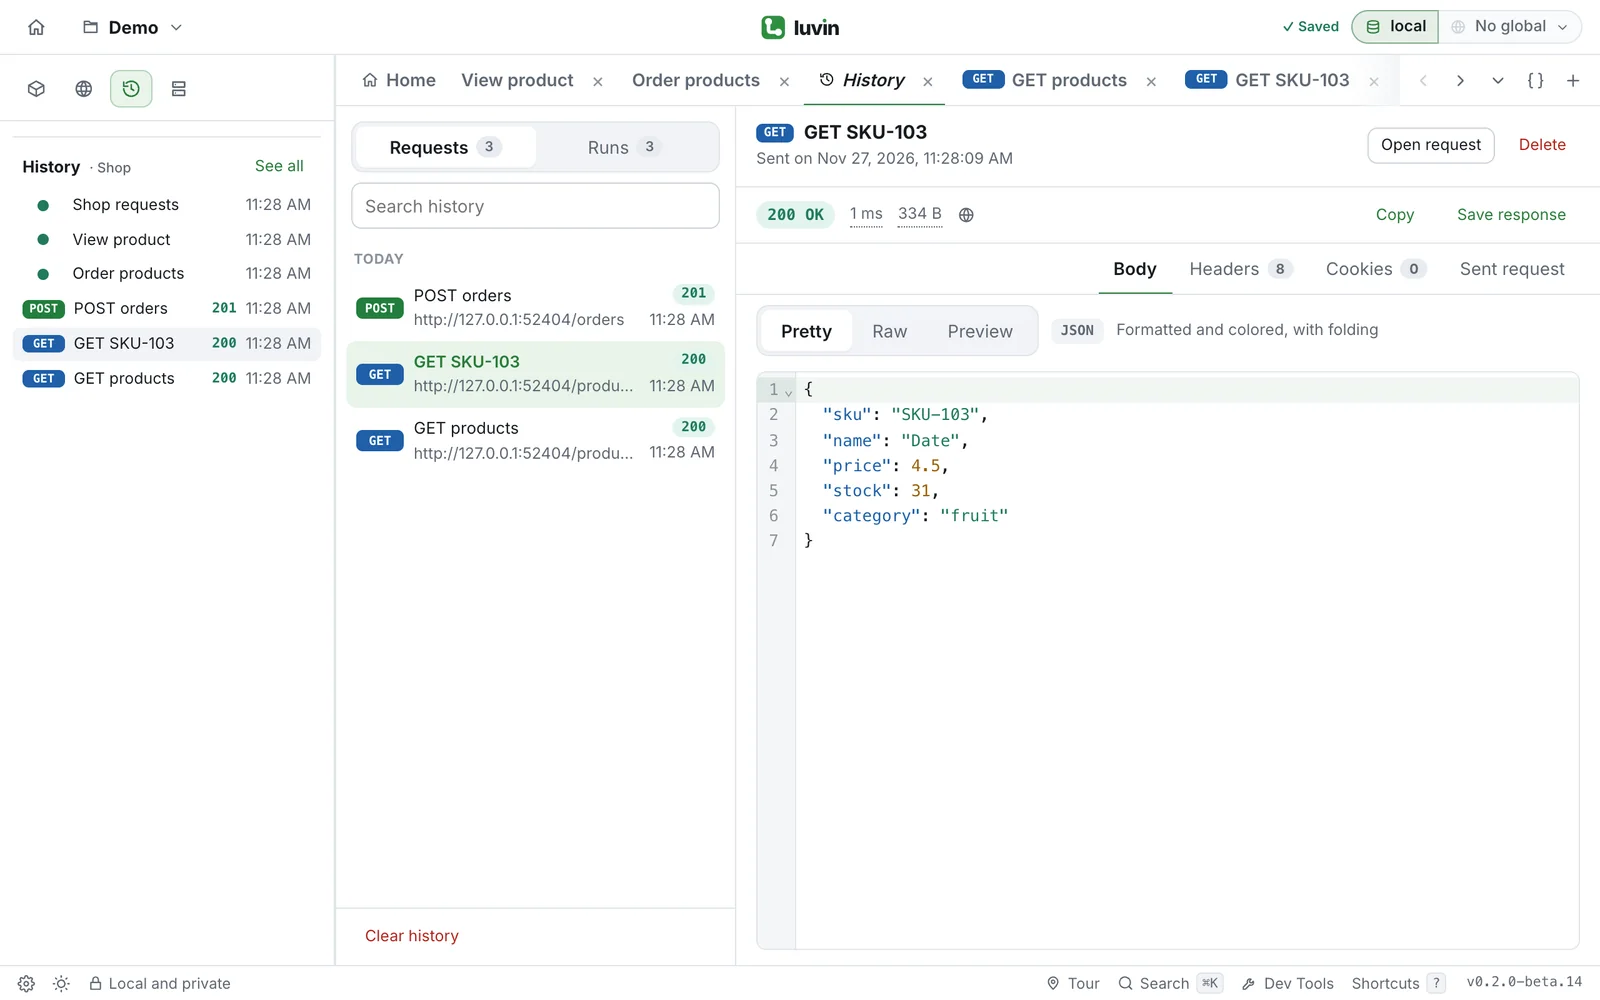 Demo
luvin
Saved
local
No global
Home
View product
Order products
History
GET GET products
GET GET SKU-103
History · Shop
See all
Shop requests 11:28 AM
View product 11:28 AM
Order products 11:28 AM
POST POST orders 201 11:28 AM
GET GET SKU-103 200 11:28 AM
GET GET products 200 11:28 AM
Requests 3
Runs 3
Search history
TODAY
POST POST orders 201
http://127.0.0.1:52404/orders 11:28 AM
GET GET SKU-103 200
http://127.0.0.1:52404/produ... 11:28 AM
GET GET products 200
http://127.0.0.1:52404/produ... 11:28 AM
Clear history
GET GET SKU-103
Sent on Nov 27, 2026, 11:28:09 AM
Open request
Delete
200 OK 1 ms 334 B
Copy
Save response
Body
Headers 8
Cookies 0
Sent request
Pretty
Raw
Preview
JSON
Formatted and colored, with folding
1 {
2 "sku": "SKU-103",
3 "name": "Date",
4 "price": 4.5,
5 "stock": 31,
6 "category": "fruit"
7 }
Local and private
Tour
Search ⌘K
Dev Tools
Shortcuts ?
v0.2.0-beta.14